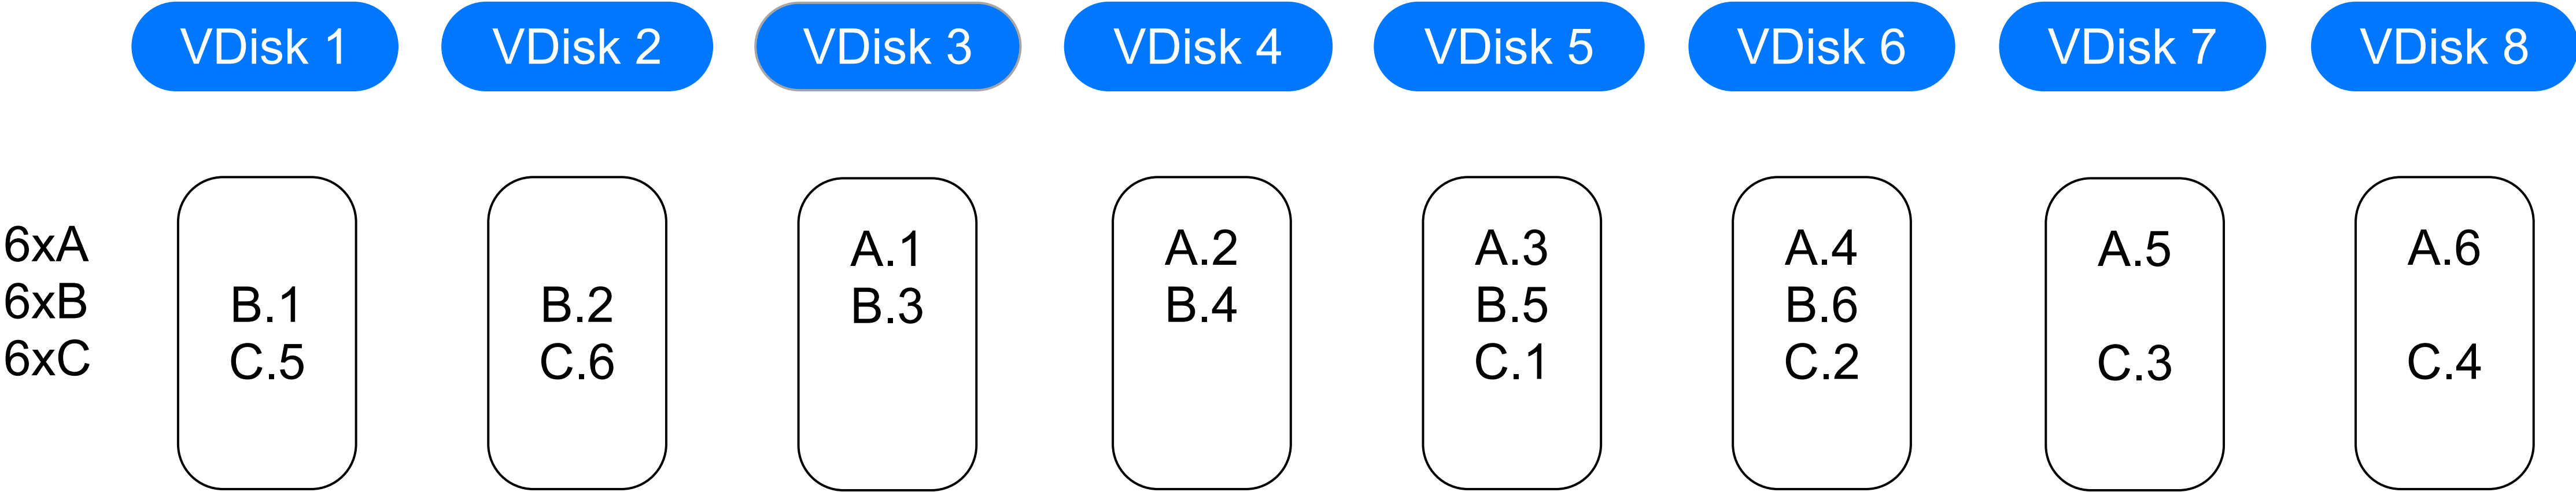 VDisk 1 VDisk 2 VDisk 3 VDisk 4 VDisk 5 VDisk 6 VDisk 7 VDisk 8
6xA A.1 A.2 A.3 A.4 A.5 A.6
6xB B.1 B.2 B.3 B.4 B.5 B.6
6xC C.5 C.6 C.1 C.2 C.3 C.4